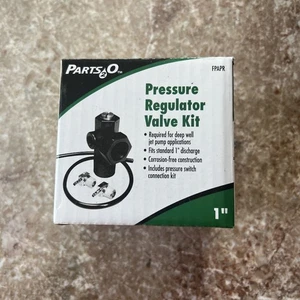 PARTS2O™
FPAPR
Pressure
Regulator
Valve Kit
• Required for deep well
jet pump applications
• Fits standard 1" discharge
• Corrosion-free construction
• Includes pressure switch
connection kit
1"